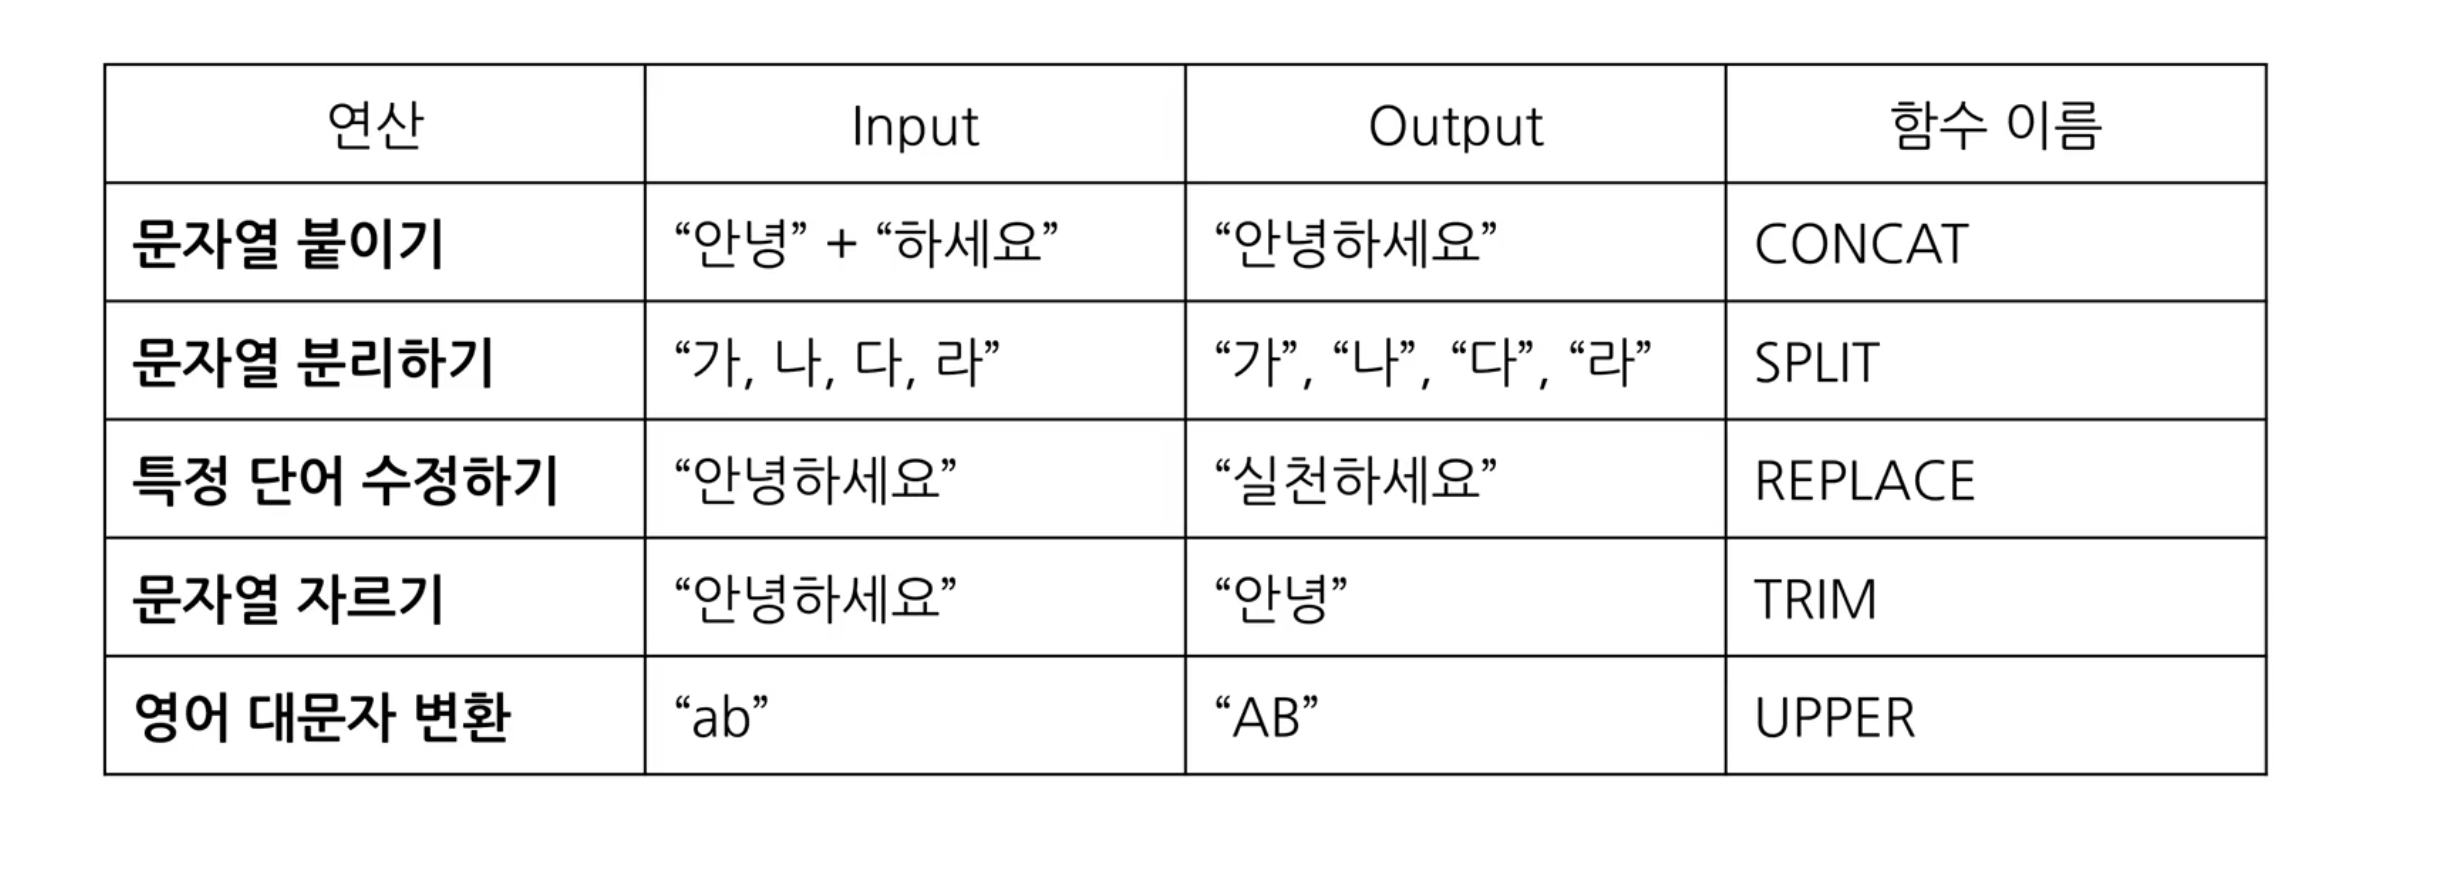 연산 Input Output 함수 이름
문자열 붙이기 “안녕” + “하세요” “안녕하세요” CONCAT
문자열 분리하기 “가, 나, 다, 라” “가”, “나”, “다”, “라” SPLIT
특정 단어 수정하기 “안녕하세요” “실천하세요” REPLACE
문자열 자르기 “안녕하세요” “안녕” TRIM
영어 대문자 변환 “ab” “AB” UPPER